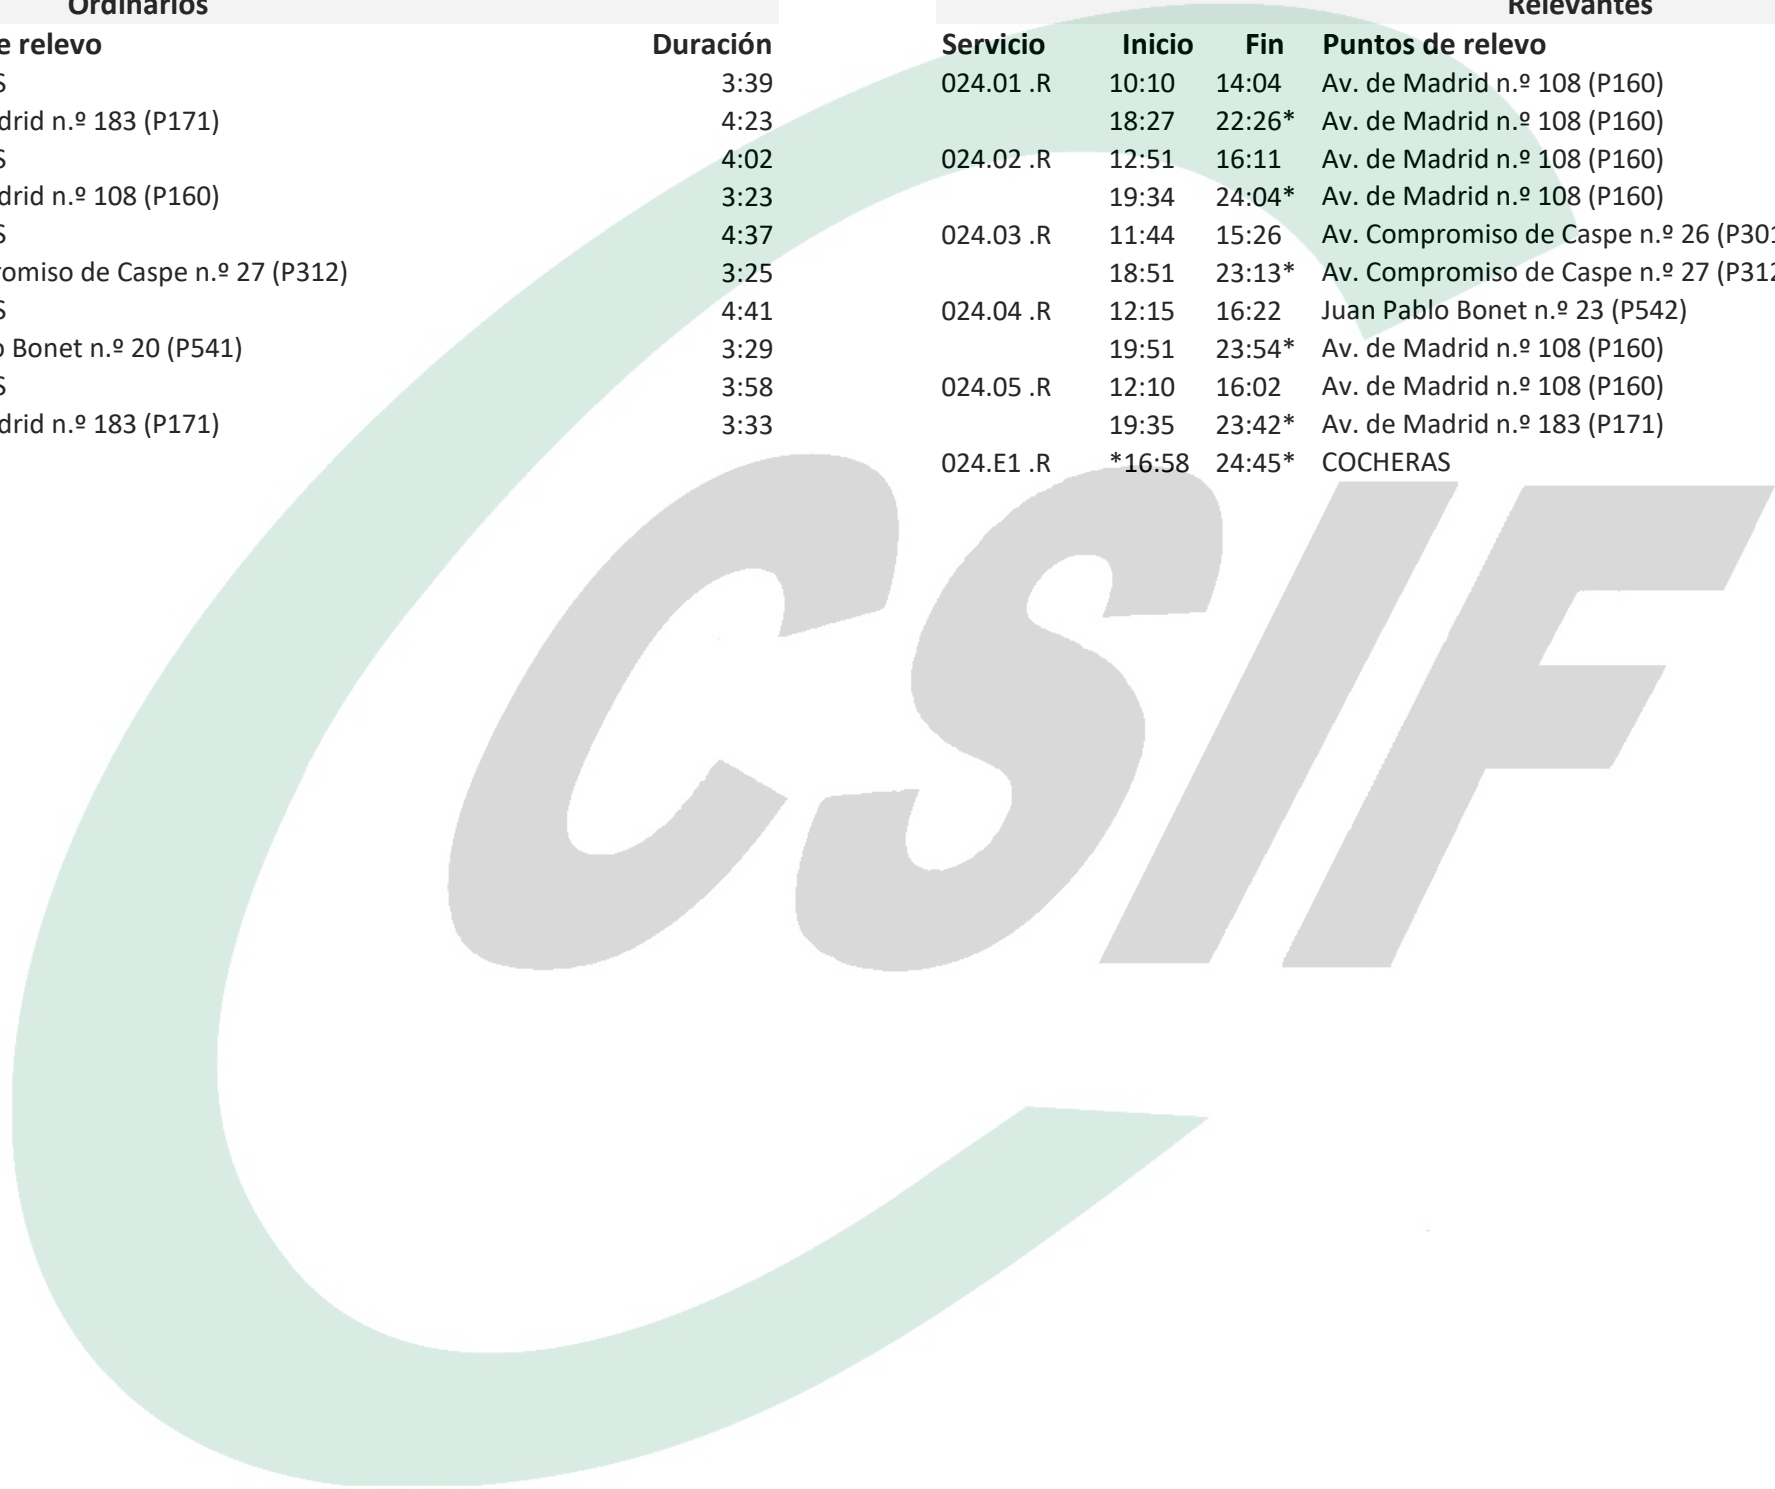 Ordinarios Relevantes
e relevo Duración Servicio Inicio Fin Puntos de relevo
S 3:39 024.01 .R 10:10 14:04 Av. de Madrid n.º 108 (P160)
drid n.º 183 (P171) 4:23 18:27 22:26* Av. de Madrid n.º 108 (P160)
S 4:02 024.02 .R 12:51 16:11 Av. de Madrid n.º 108 (P160)
drid n.º 108 (P160) 3:23 19:34 24:04* Av. de Madrid n.º 108 (P160)
S 4:37 024.03 .R 11:44 15:26 Av. Compromiso de Caspe n.º 26 (P301
omiso de Caspe n.º 27 (P312) 3:25 18:51 23:13* Av. Compromiso de Caspe n.º 27 (P312
S 4:41 024.04 .R 12:15 16:22 Juan Pablo Bonet n.º 23 (P542)
o Bonet n.º 20 (P541) 3:29 19:51 23:54* Av. de Madrid n.º 108 (P160)
S 3:58 024.05 .R 12:10 16:02 Av. de Madrid n.º 108 (P160)
drid n.º 183 (P171) 3:33 19:35 23:42* Av. de Madrid n.º 183 (P171)
024.E1 .R *16:58 24:45* COCHERAS
CSIF